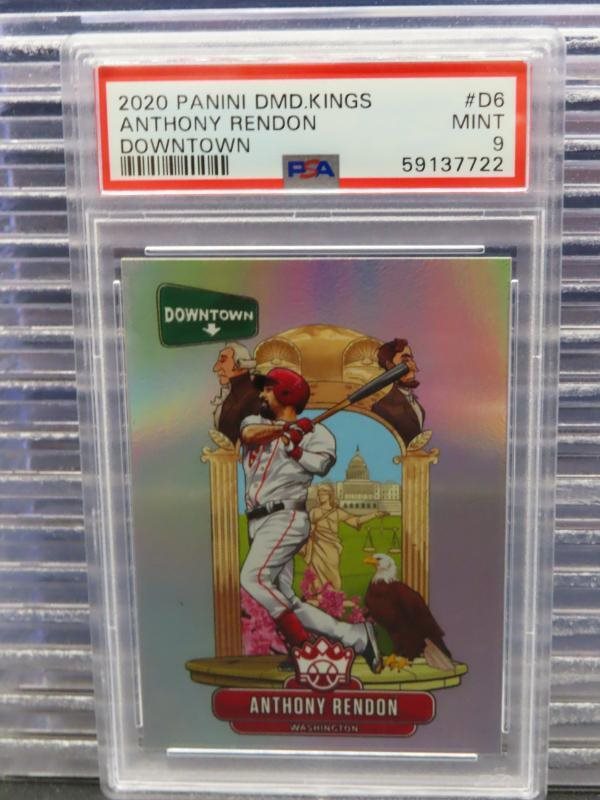 2020 PANINI DMD.KINGS #D6
ANTHONY RENDON MINT
DOWNTOWN 9
PSA 59137722
DOWNTOWN
ANTHONY RENDON
WASHINGTON